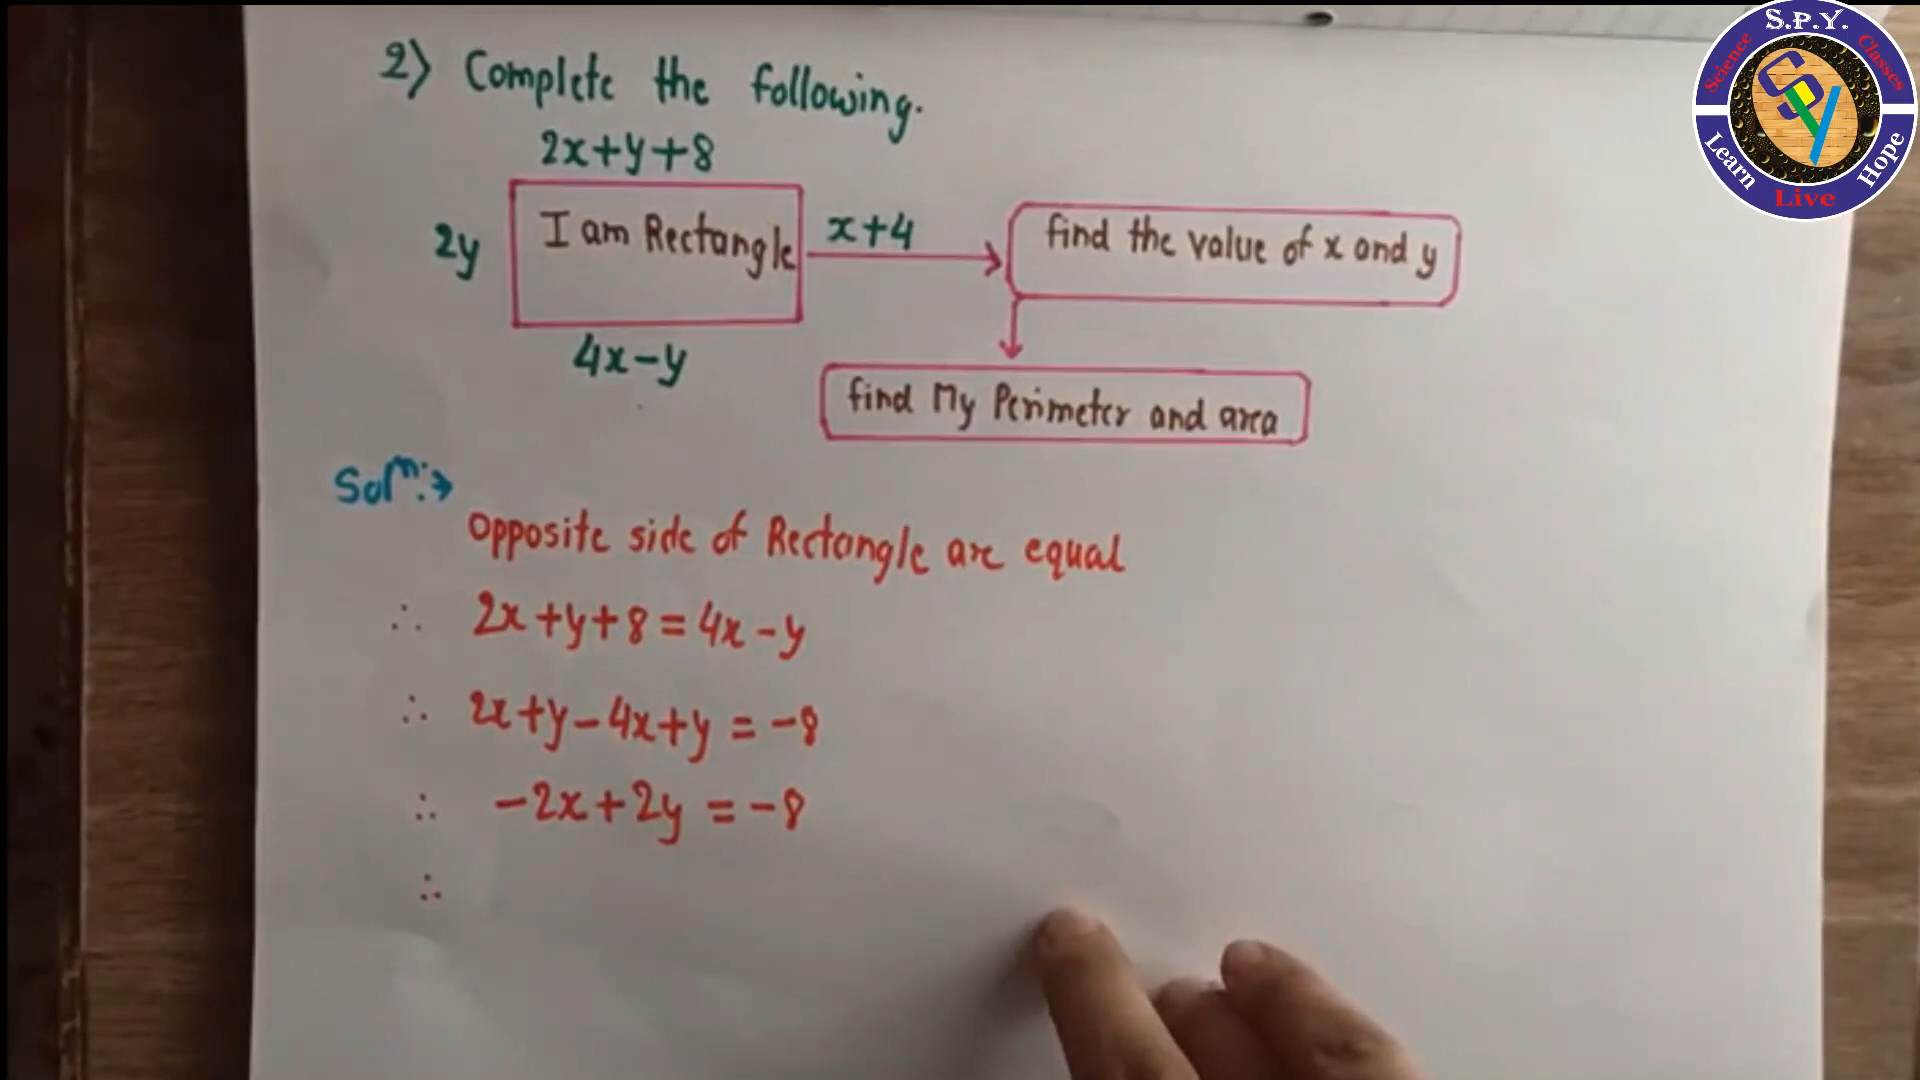 2) Complete the following.
2x+y+8
2y
I am Rectangle
x+4
find the value of x and y
4x-y
find My Perimeter and area
Solⁿ:→
Opposite side of Rectangle are equal
∴ 2x+y+8=4x-y
∴ 2x+y-4x+y=-8
∴ -2x+2y=-8
∴
S.P.Y.
Science
Classes
SPY
Learn
Live
Hope